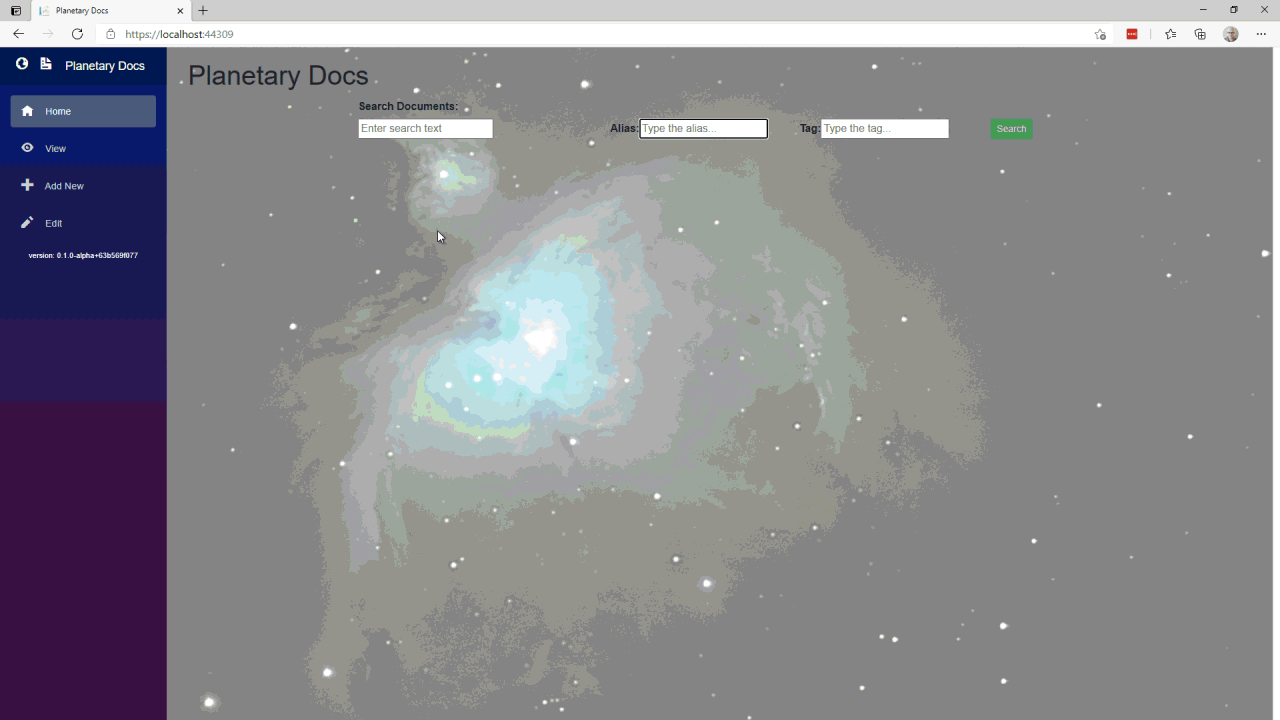 Planetary Docs
https://localhost:44309
Planetary Docs
Home
View
Add New
Edit
version: 0.1.0-alpha+63b569f077
Planetary Docs
Search Documents:
Enter search text
Alias: Type the alias...
Tag: Type the tag...
Search